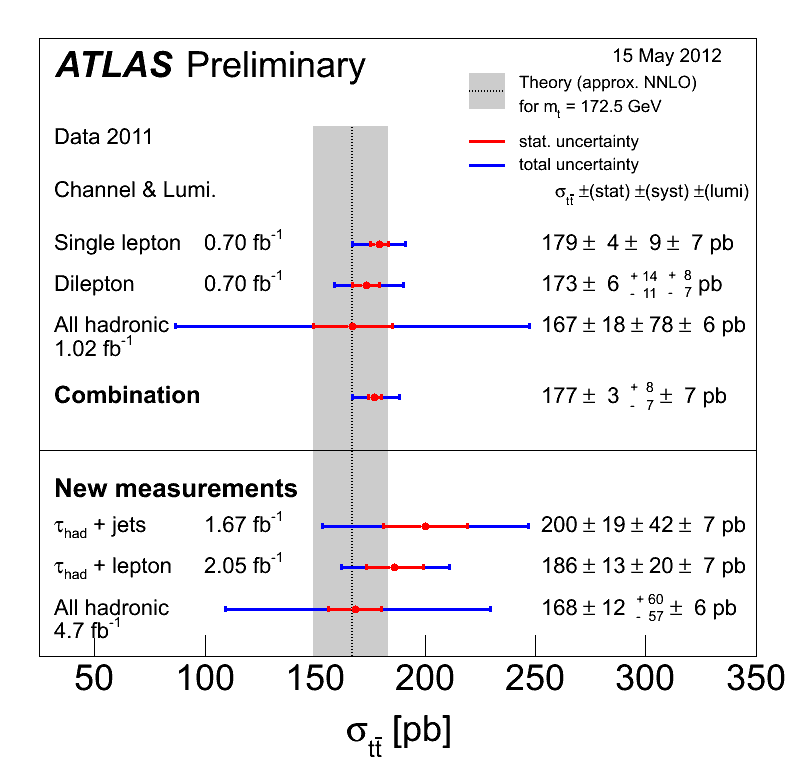 ATLAS Preliminary
15 May 2012
Theory (approx. NNLO)
for mt = 172.5 GeV
stat. uncertainty
total uncertainty
Data 2011
Channel & Lumi.
σtt̄ ±(stat) ±(syst) ±(lumi)
Single lepton 0.70 fb-1 179 ± 4 ± 9 ± 7 pb
Dilepton 0.70 fb-1 173 ± 6 + 14 - 11 + 8 - 7 pb
All hadronic 167 ± 18 ± 78 ± 6 pb
1.02 fb-1
Combination 177 ± 3 + 8 - 7 ± 7 pb
New measurements
τhad + jets 1.67 fb-1 200 ± 19 ± 42 ± 7 pb
τhad + lepton 2.05 fb-1 186 ± 13 ± 20 ± 7 pb
All hadronic 168 ± 12 + 60 - 57 ± 6 pb
4.7 fb-1
50 100 150 200 250 300 350
σtt̄ [pb]